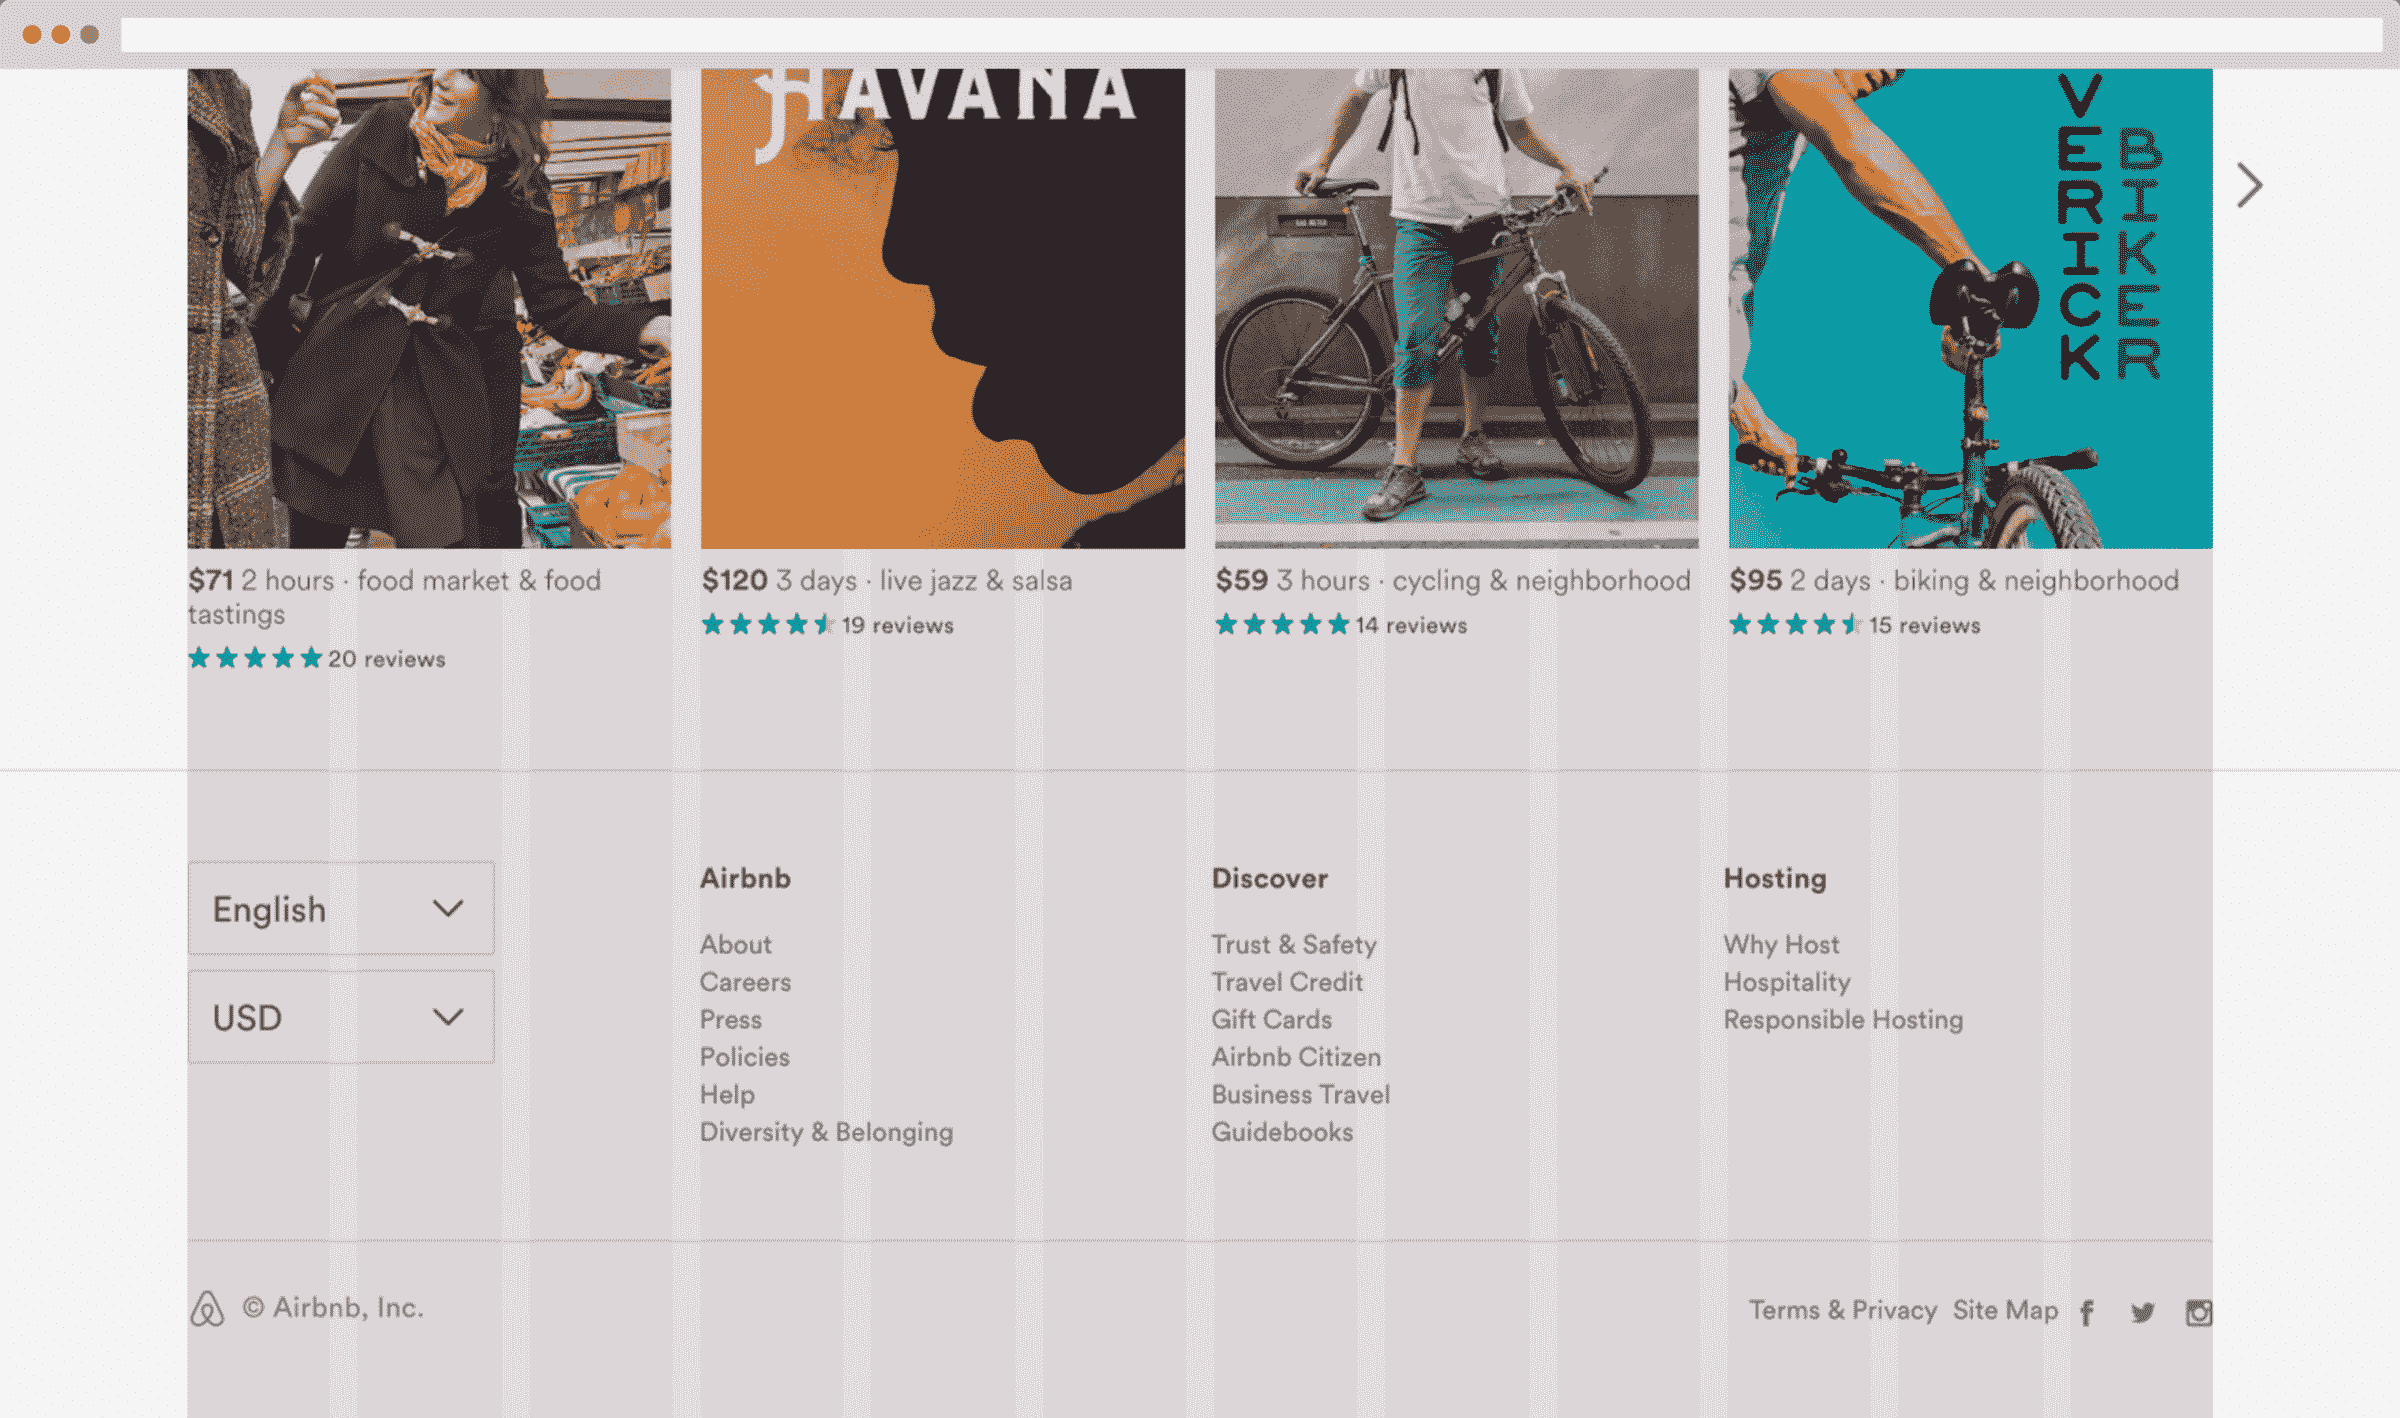 HAVANA
VERICK
BIKER
$71 2 hours · food market & food
tastings
20 reviews
$120 3 days · live jazz & salsa
19 reviews
$59 3 hours · cycling & neighborhood
14 reviews
$95 2 days · biking & neighborhood
15 reviews
English
USD
Airbnb
About
Careers
Press
Policies
Help
Diversity & Belonging
Discover
Trust & Safety
Travel Credit
Gift Cards
Airbnb Citizen
Business Travel
Guidebooks
Hosting
Why Host
Hospitality
Responsible Hosting
© Airbnb, Inc.
Terms & Privacy Site Map